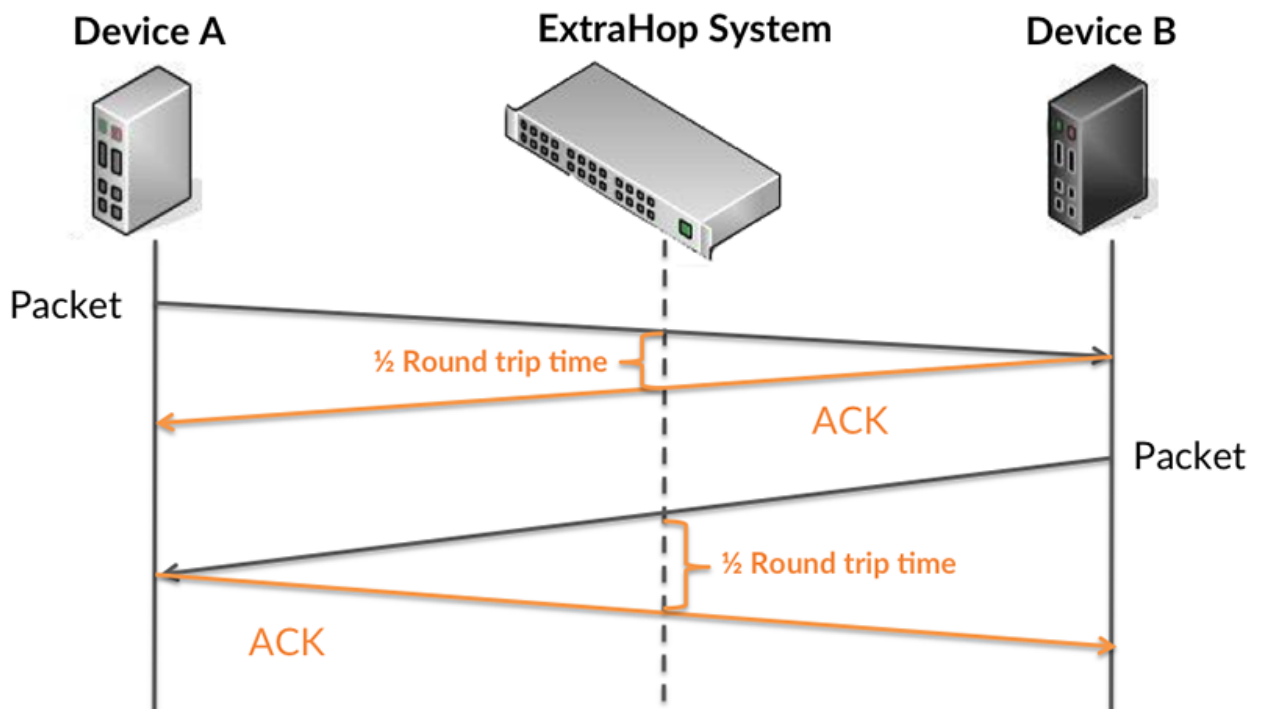 Device A
ExtraHop System
Device B
Packet
½ Round trip time
ACK
Packet
½ Round trip time
ACK